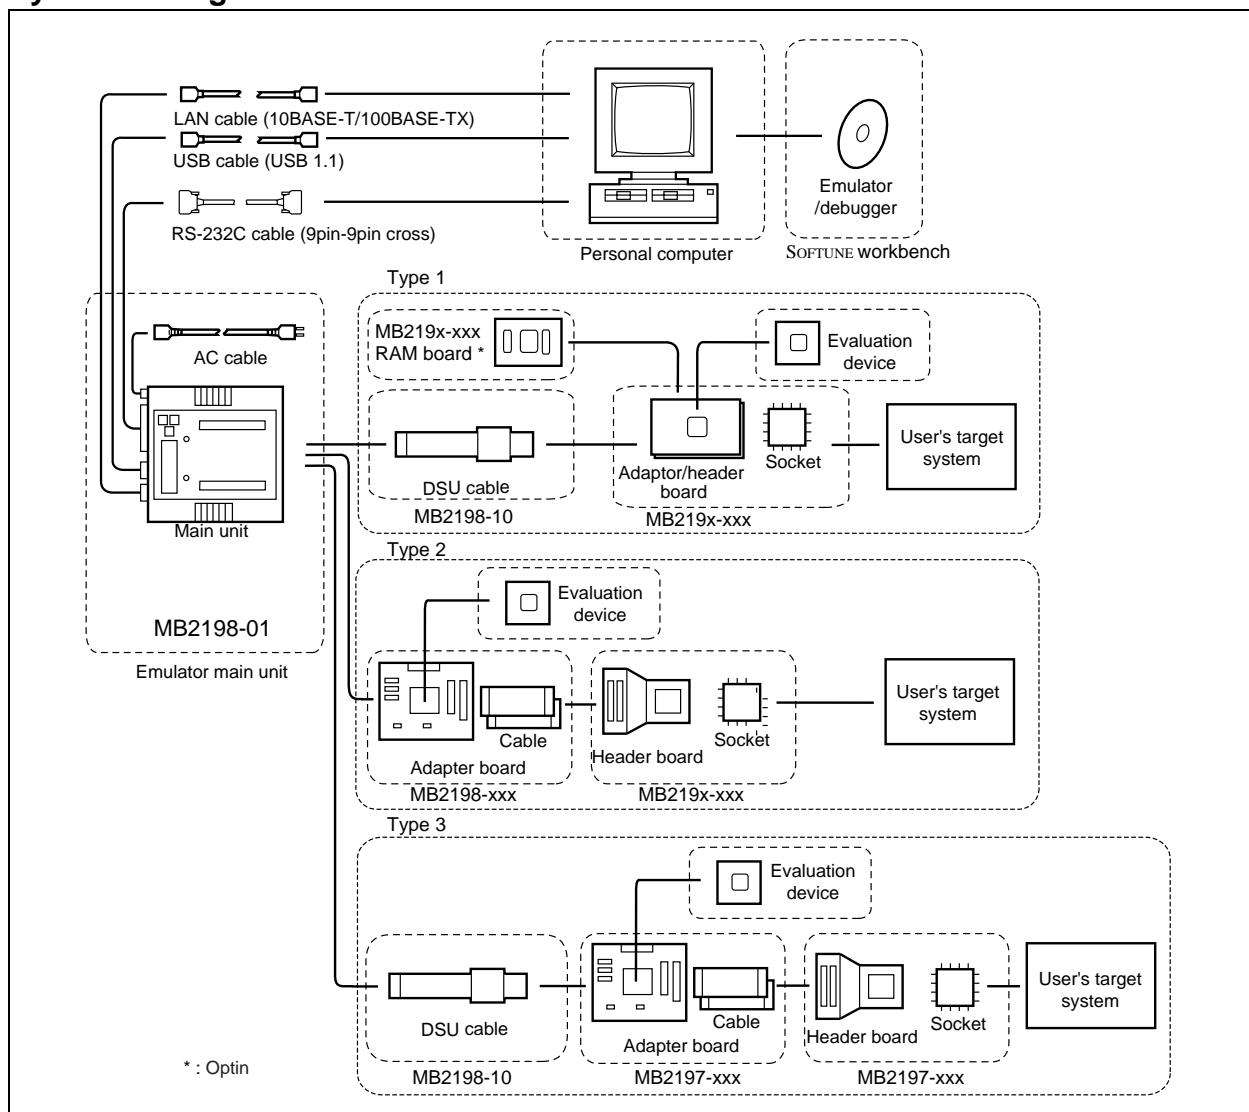 LAN cable (10BASE-T/100BASE-TX)
USB cable (USB 1.1)
RS-232C cable (9pin-9pin cross)
Personal computer
Emulator
/debugger
SOFTUNE workbench
AC cable
Main unit
MB2198-01
Emulator main unit
Type 1
MB219x-xxx
RAM board *
Evaluation
device
DSU cable
MB2198-10
Adaptor/header
board
Socket
MB219x-xxx
User's target
system
Type 2
Evaluation
device
Cable
Adapter board
MB2198-xxx
Header board
Socket
MB219x-xxx
User's target
system
Type 3
Evaluation
device
DSU cable
MB2198-10
Cable
Adapter board
MB2197-xxx
Header board
Socket
MB2197-xxx
User's target
system
* : Optin